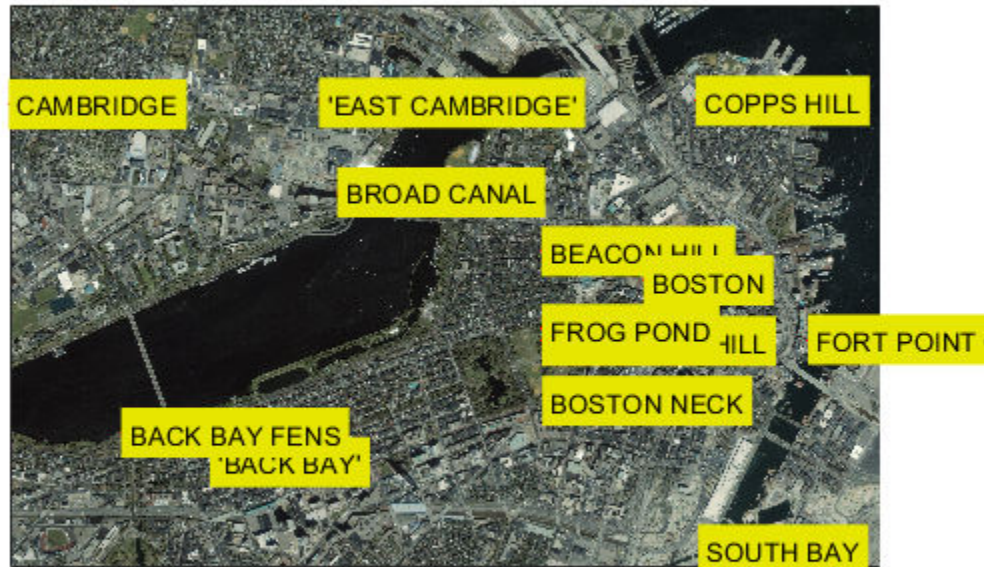 CAMBRIDGE
'EAST CAMBRIDGE'
COPPS HILL
BROAD CANAL
BEACON HILL
BOSTON
FROG POND
HILL
FORT POINT
BOSTON NECK
BACK BAY FENS
'BACK BAY'
SOUTH BAY